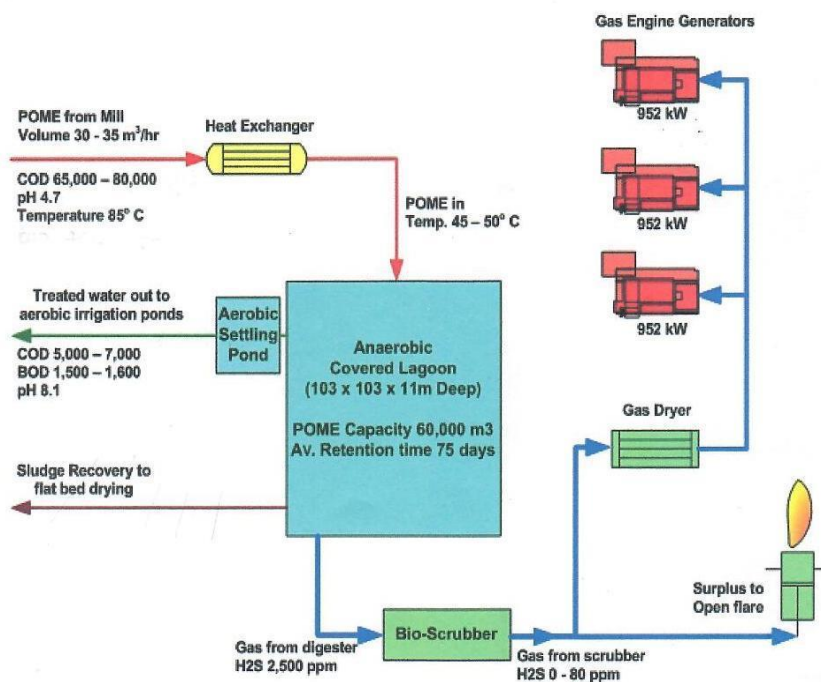 Gas Engine Generators
952 kW
952 kW
952 kW
POME from Mill
Volume 30 - 35 m³/hr
COD 65,000 – 80,000
pH 4.7
Temperature 85° C
Heat Exchanger
POME in
Temp. 45 – 50° C
Treated water out to
aerobic irrigation ponds
COD 5,000 – 7,000
BOD 1,500 – 1,600
pH 8.1
Aerobic
Settling
Pond
Anaerobic
Covered Lagoon
(103 x 103 x 11m Deep)
POME Capacity 60,000 m3
Av. Retention time 75 days
Sludge Recovery to
flat bed drying
Gas Dryer
Surplus to
Open flare
Gas from digester
H2S 2,500 ppm
Bio-Scrubber
Gas from scrubber
H2S 0 - 80 ppm